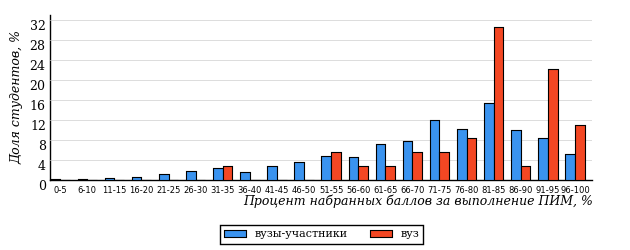 Доля студентов, %
32
28
24
20
16
12
8
4
0
0-5 6-10 11-15 16-20 21-25 26-30 31-35 36-40 41-45 46-50 51-55 56-60 61-65 66-70 71-75 76-80 81-85 86-90 91-95 96-100
Процент набранных баллов за выполнение ПИМ, %
вузы-участники вуз